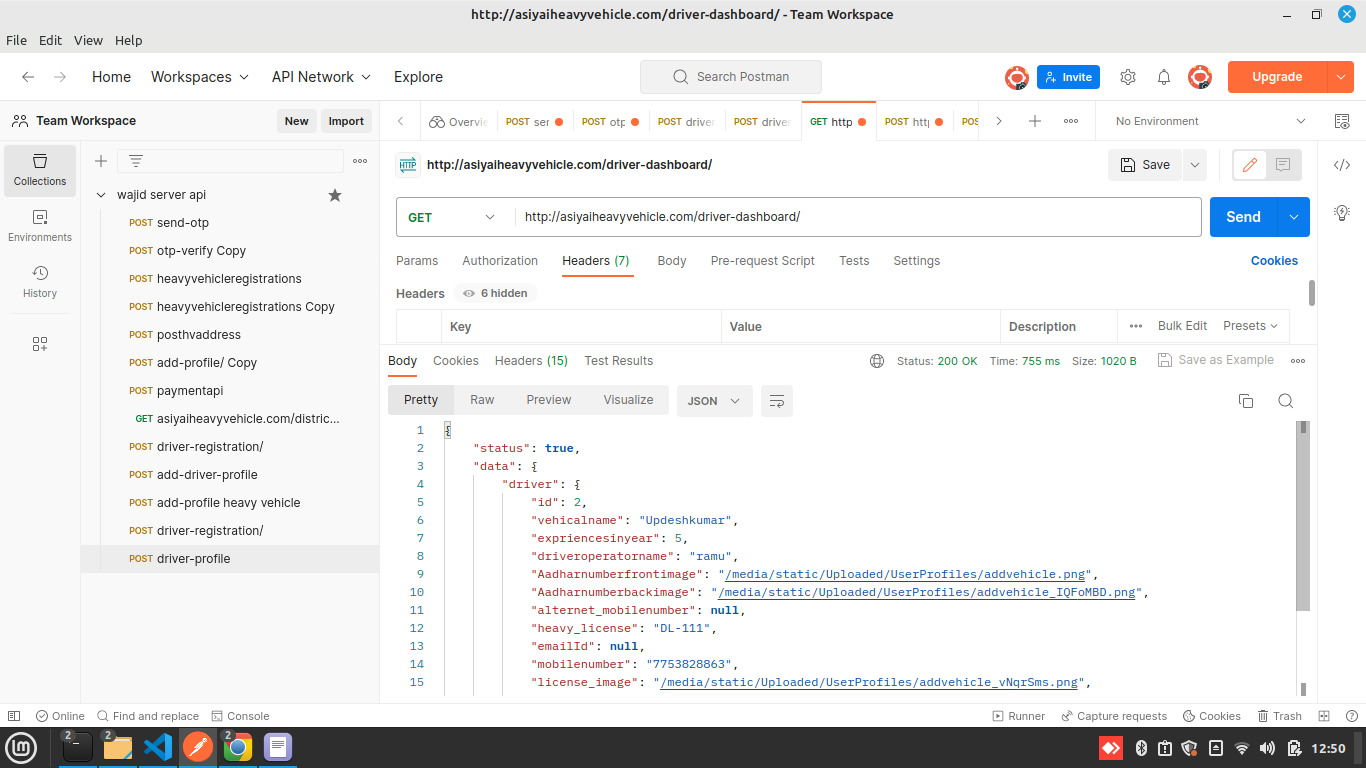 http://asiyaiheavyvehicle.com/driver-dashboard/ - Team Workspace
File Edit View Help
Home Workspaces API Network Explore Search Postman Invite Upgrade
Team Workspace New Import Overvie POST ser POST otp POST driver POST driver GET http POST http POS No Environment
http://asiyaiheavyvehicle.com/driver-dashboard/ Save
Collections
Environments
History
wajid server api
POST send-otp
POST otp-verify Copy
POST heavyvehicleregistrations
POST heavyvehicleregistrations Copy
POST posthvaddress
POST add-profile/ Copy
POST paymentapi
GET asiyaiheavyvehicle.com/distric...
POST driver-registration/
POST add-driver-profile
POST add-profile heavy vehicle
POST driver-registration/
POST driver-profile
GET http://asiyaiheavyvehicle.com/driver-dashboard/ Send
Params Authorization Headers (7) Body Pre-request Script Tests Settings Cookies
Headers 6 hidden
Key Value Description Bulk Edit Presets
Body Cookies Headers (15) Test Results Status: 200 OK Time: 755 ms Size: 1020 B Save as Example
Pretty Raw Preview Visualize JSON
1 {
2 "status": true,
3 "data": {
4 "driver": {
5 "id": 2,
6 "vehicalname": "Updeshkumar",
7 "expriencesinyear": 5,
8 "driveroperatorname": "ramu",
9 "Aadharnumberfrontimage": "/media/static/Uploaded/UserProfiles/addvehicle.png",
10 "Aadharnumberbackimage": "/media/static/Uploaded/UserProfiles/addvehicle_IQFoMBD.png",
11 "alternet_mobilenumber": null,
12 "heavy_license": "DL-111",
13 "emailId": null,
14 "mobilenumber": "7753828863",
15 "license_image": "/media/static/Uploaded/UserProfiles/addvehicle_vNqrSms.png",
Online Find and replace Console Runner Capture requests Cookies Trash
2 2 2 12:50